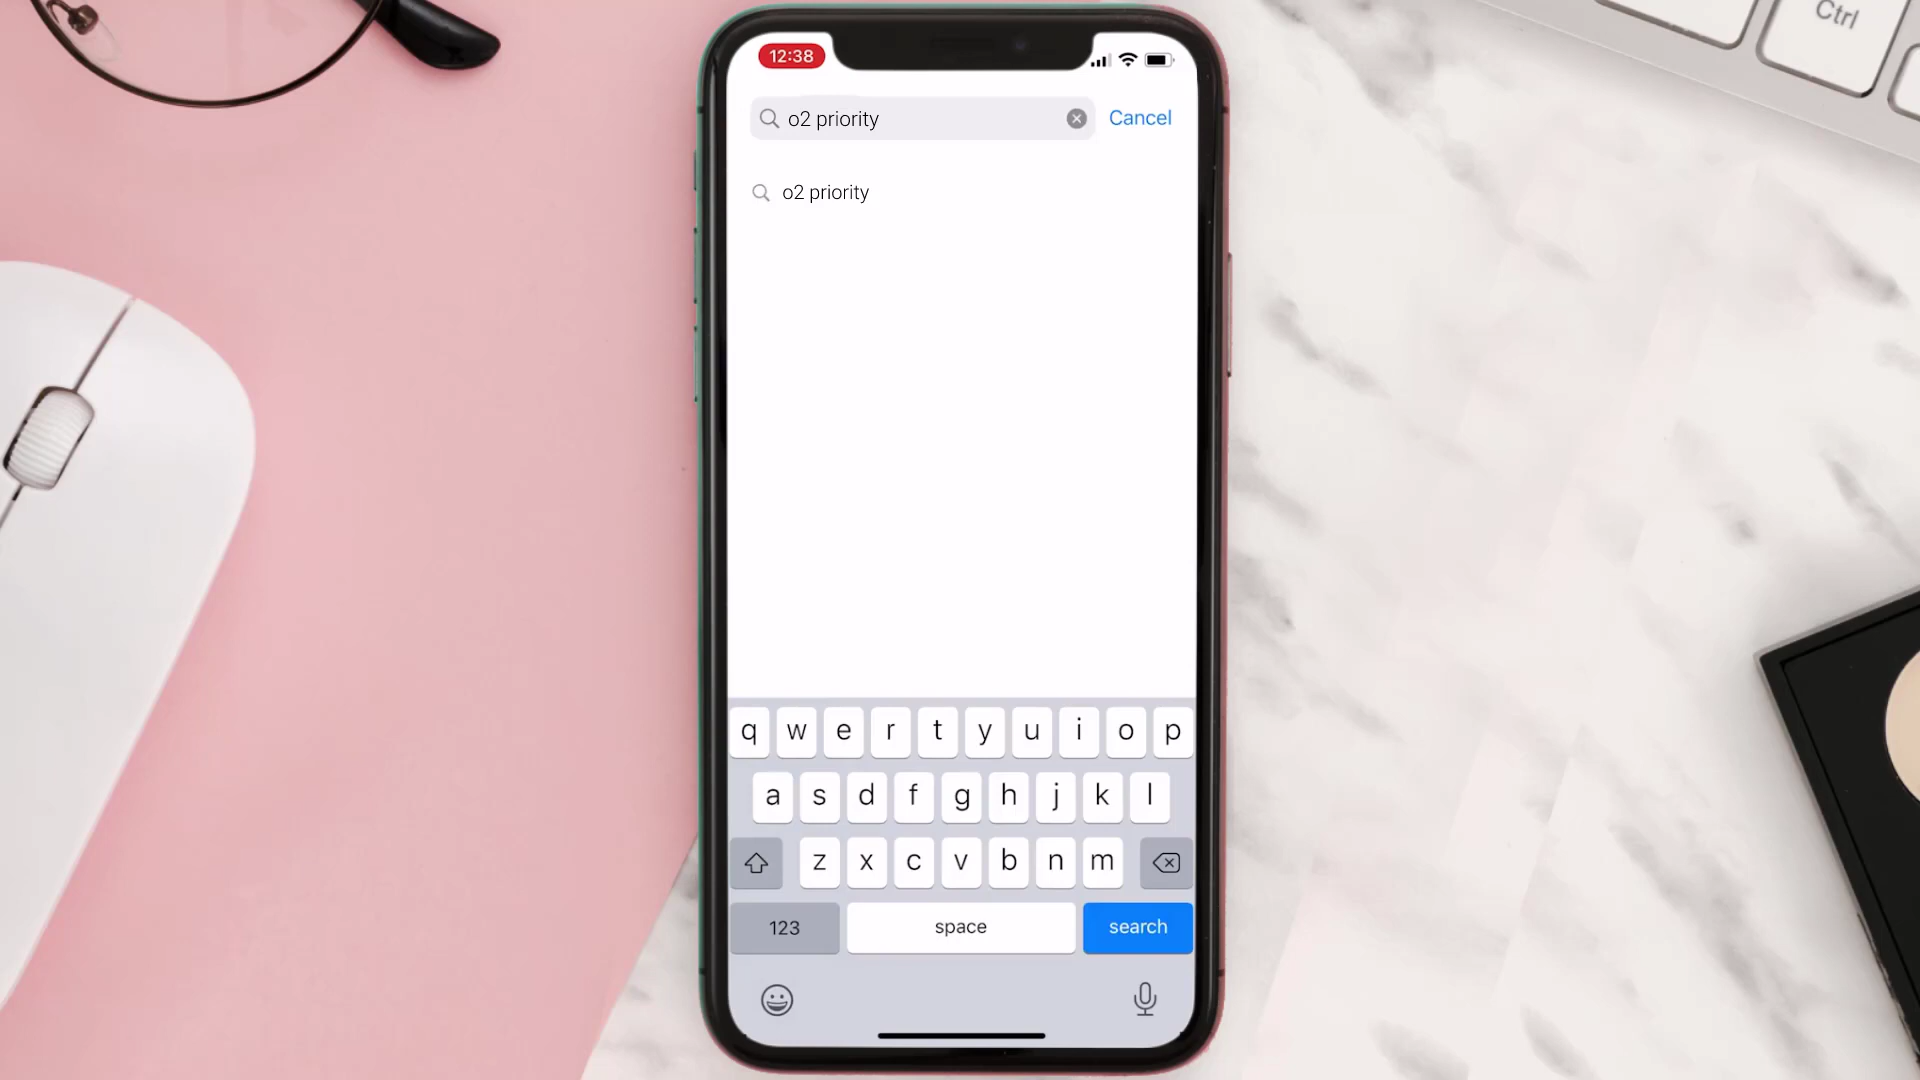 Ctrl
12:38
o2 priority
Cancel
o2 priority
q w e r t y u i o p
a s d f g h j k l
z x c v b n m
123 space search